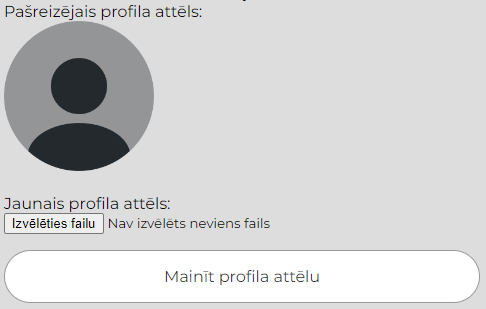 Pašreizējais profila attēls:
Jaunais profila attēls:
Izvēlēties failu Nav izvēlēts neviens fails
Mainīt profila attēlu